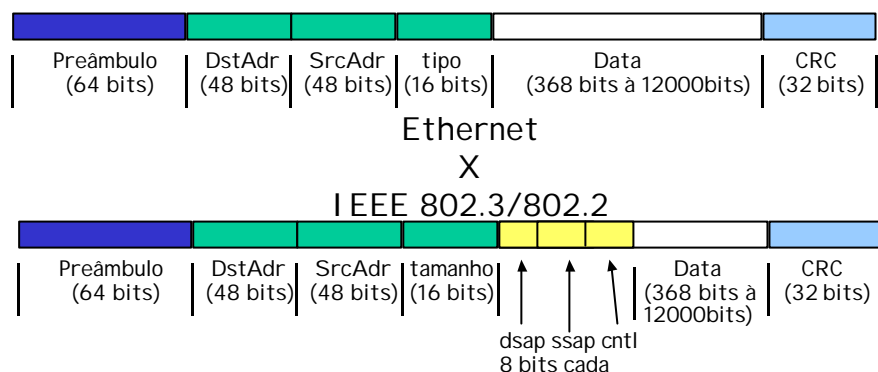 Preâmbulo DstAdr SrcAdr tipo Data CRC
(64 bits) (48 bits) (48 bits) (16 bits) (368 bits à 12000bits) (32 bits)
Ethernet
X
IEEE 802.3/802.2
Preâmbulo DstAdr SrcAdr tamanho Data CRC
(64 bits) (48 bits) (48 bits) (16 bits) (368 bits à (32 bits)
12000bits)
dsap ssap cntl
8 bits cada